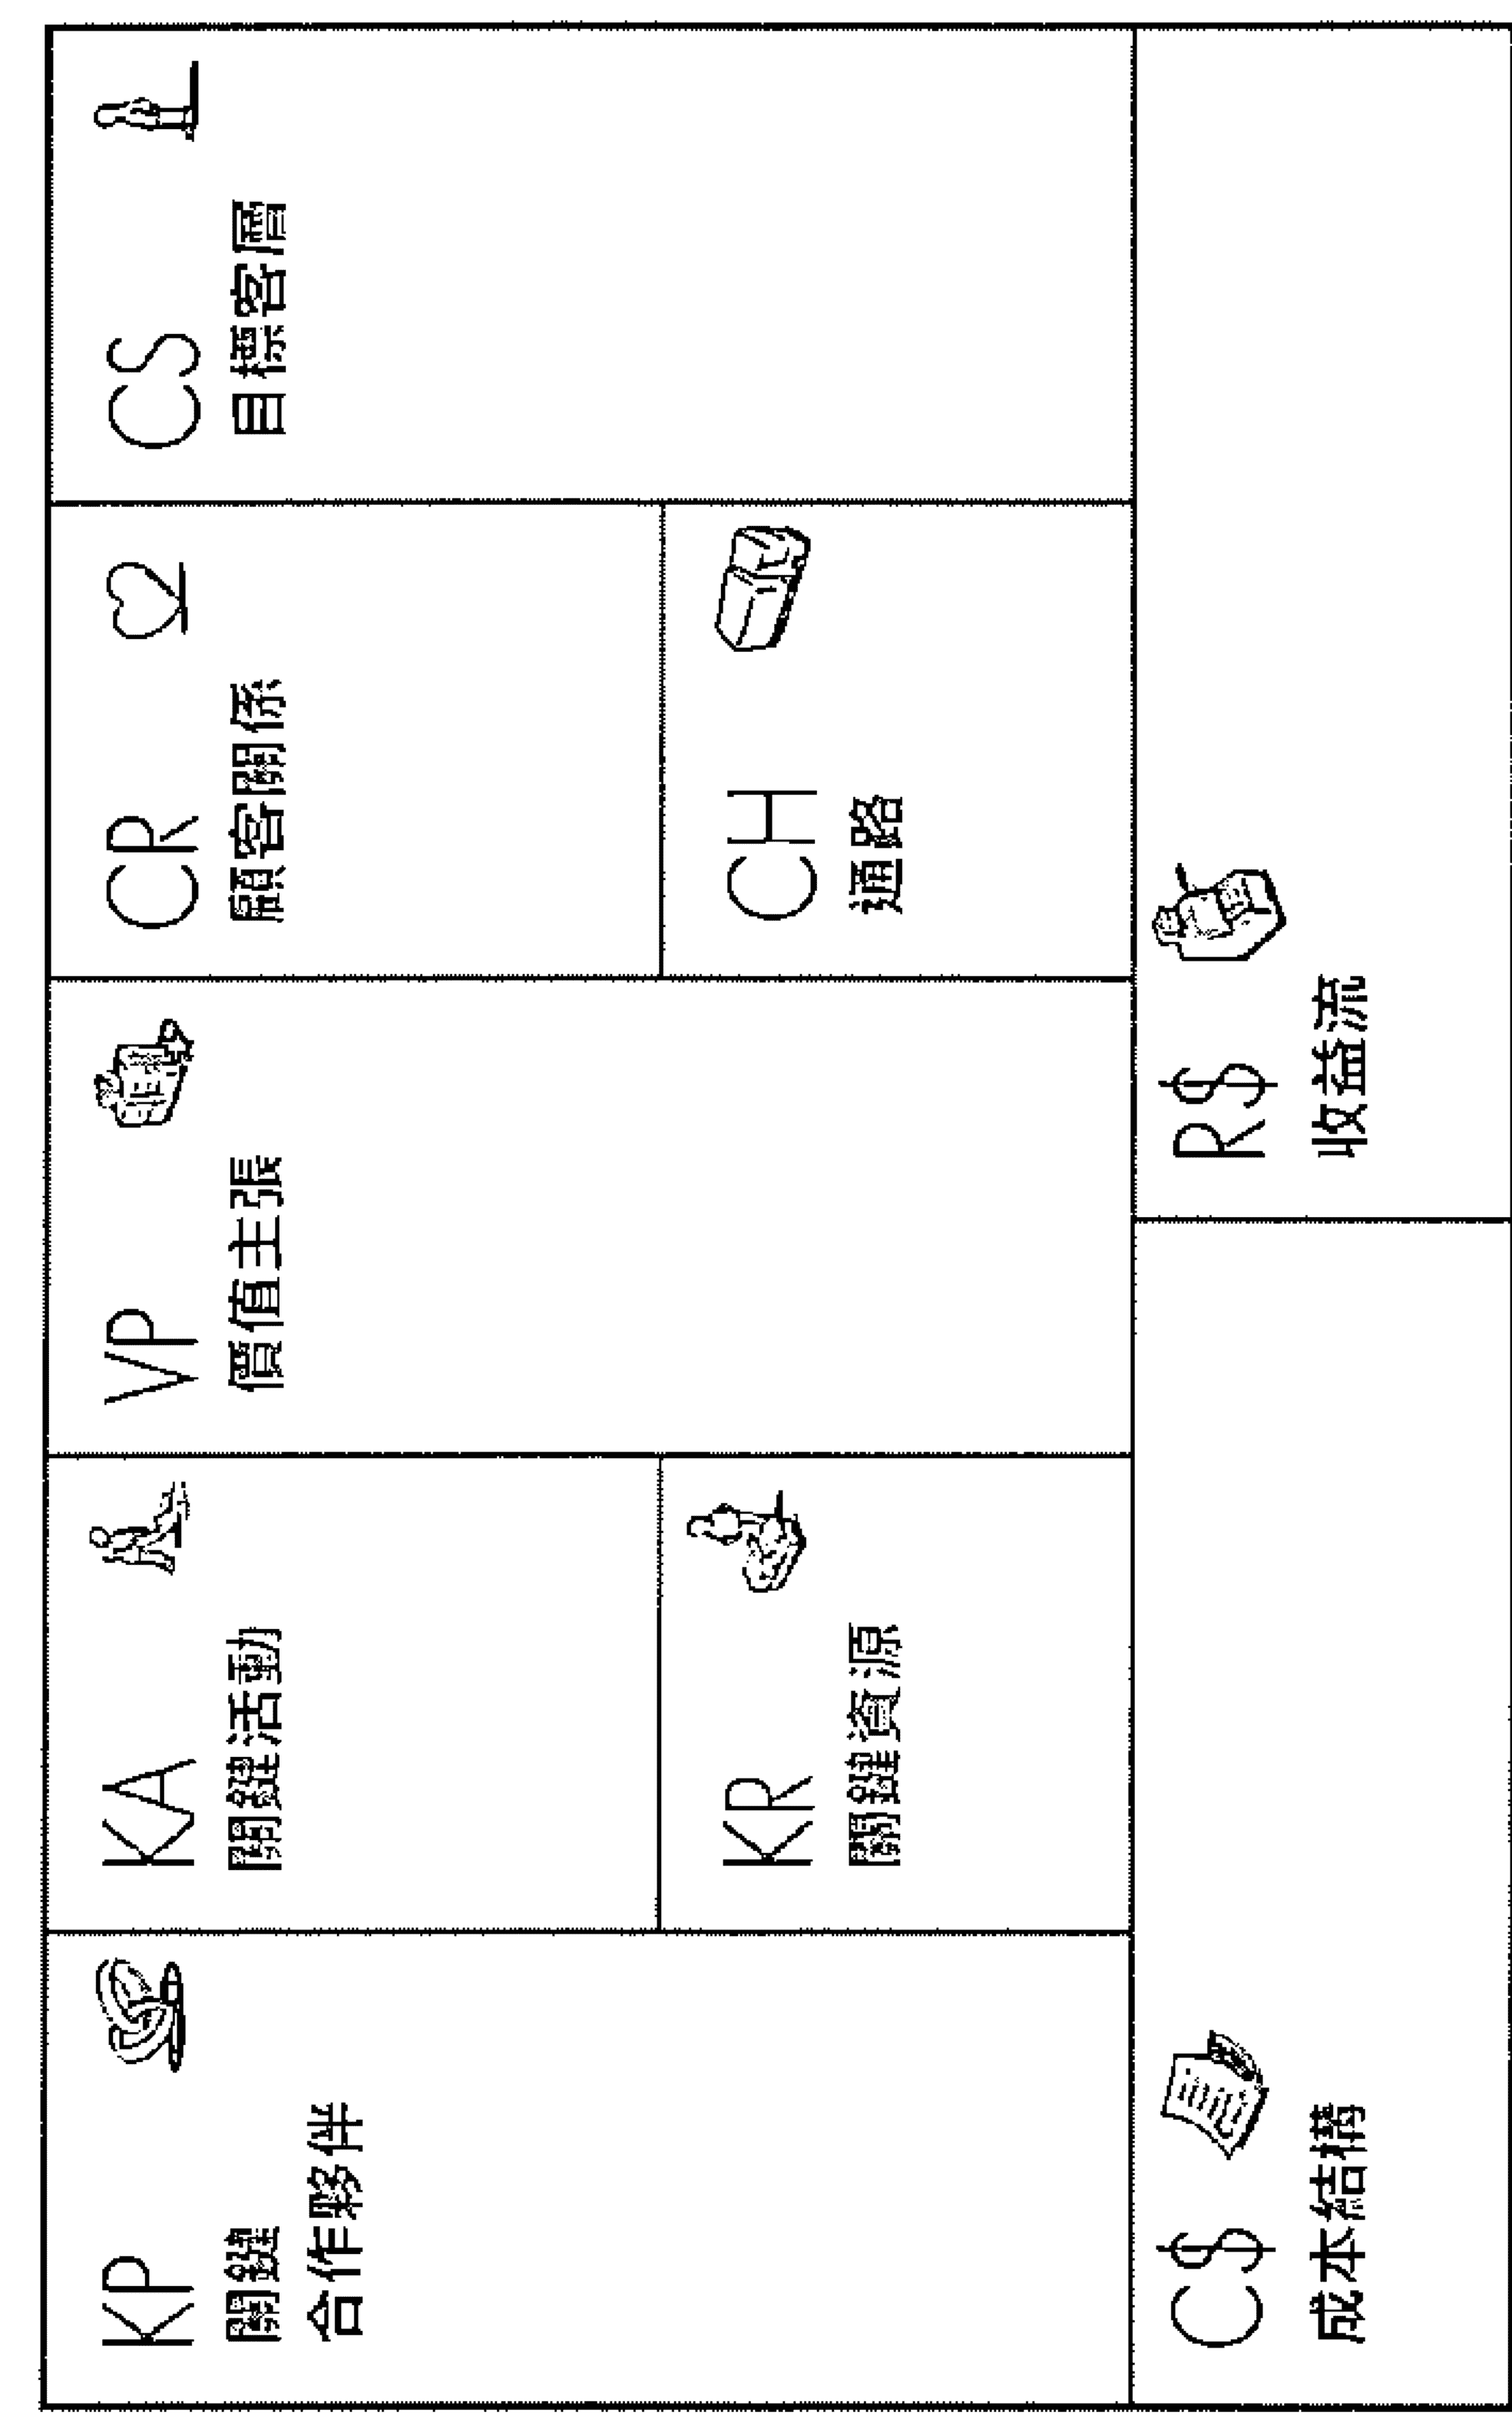 KP
關鍵
合作夥伴
KA
關鍵活動
KR
關鍵資源
VP
價值主張
CR
顧客關係
CH
通路
CS
目標客層
C$
成本結構
R$
收益流